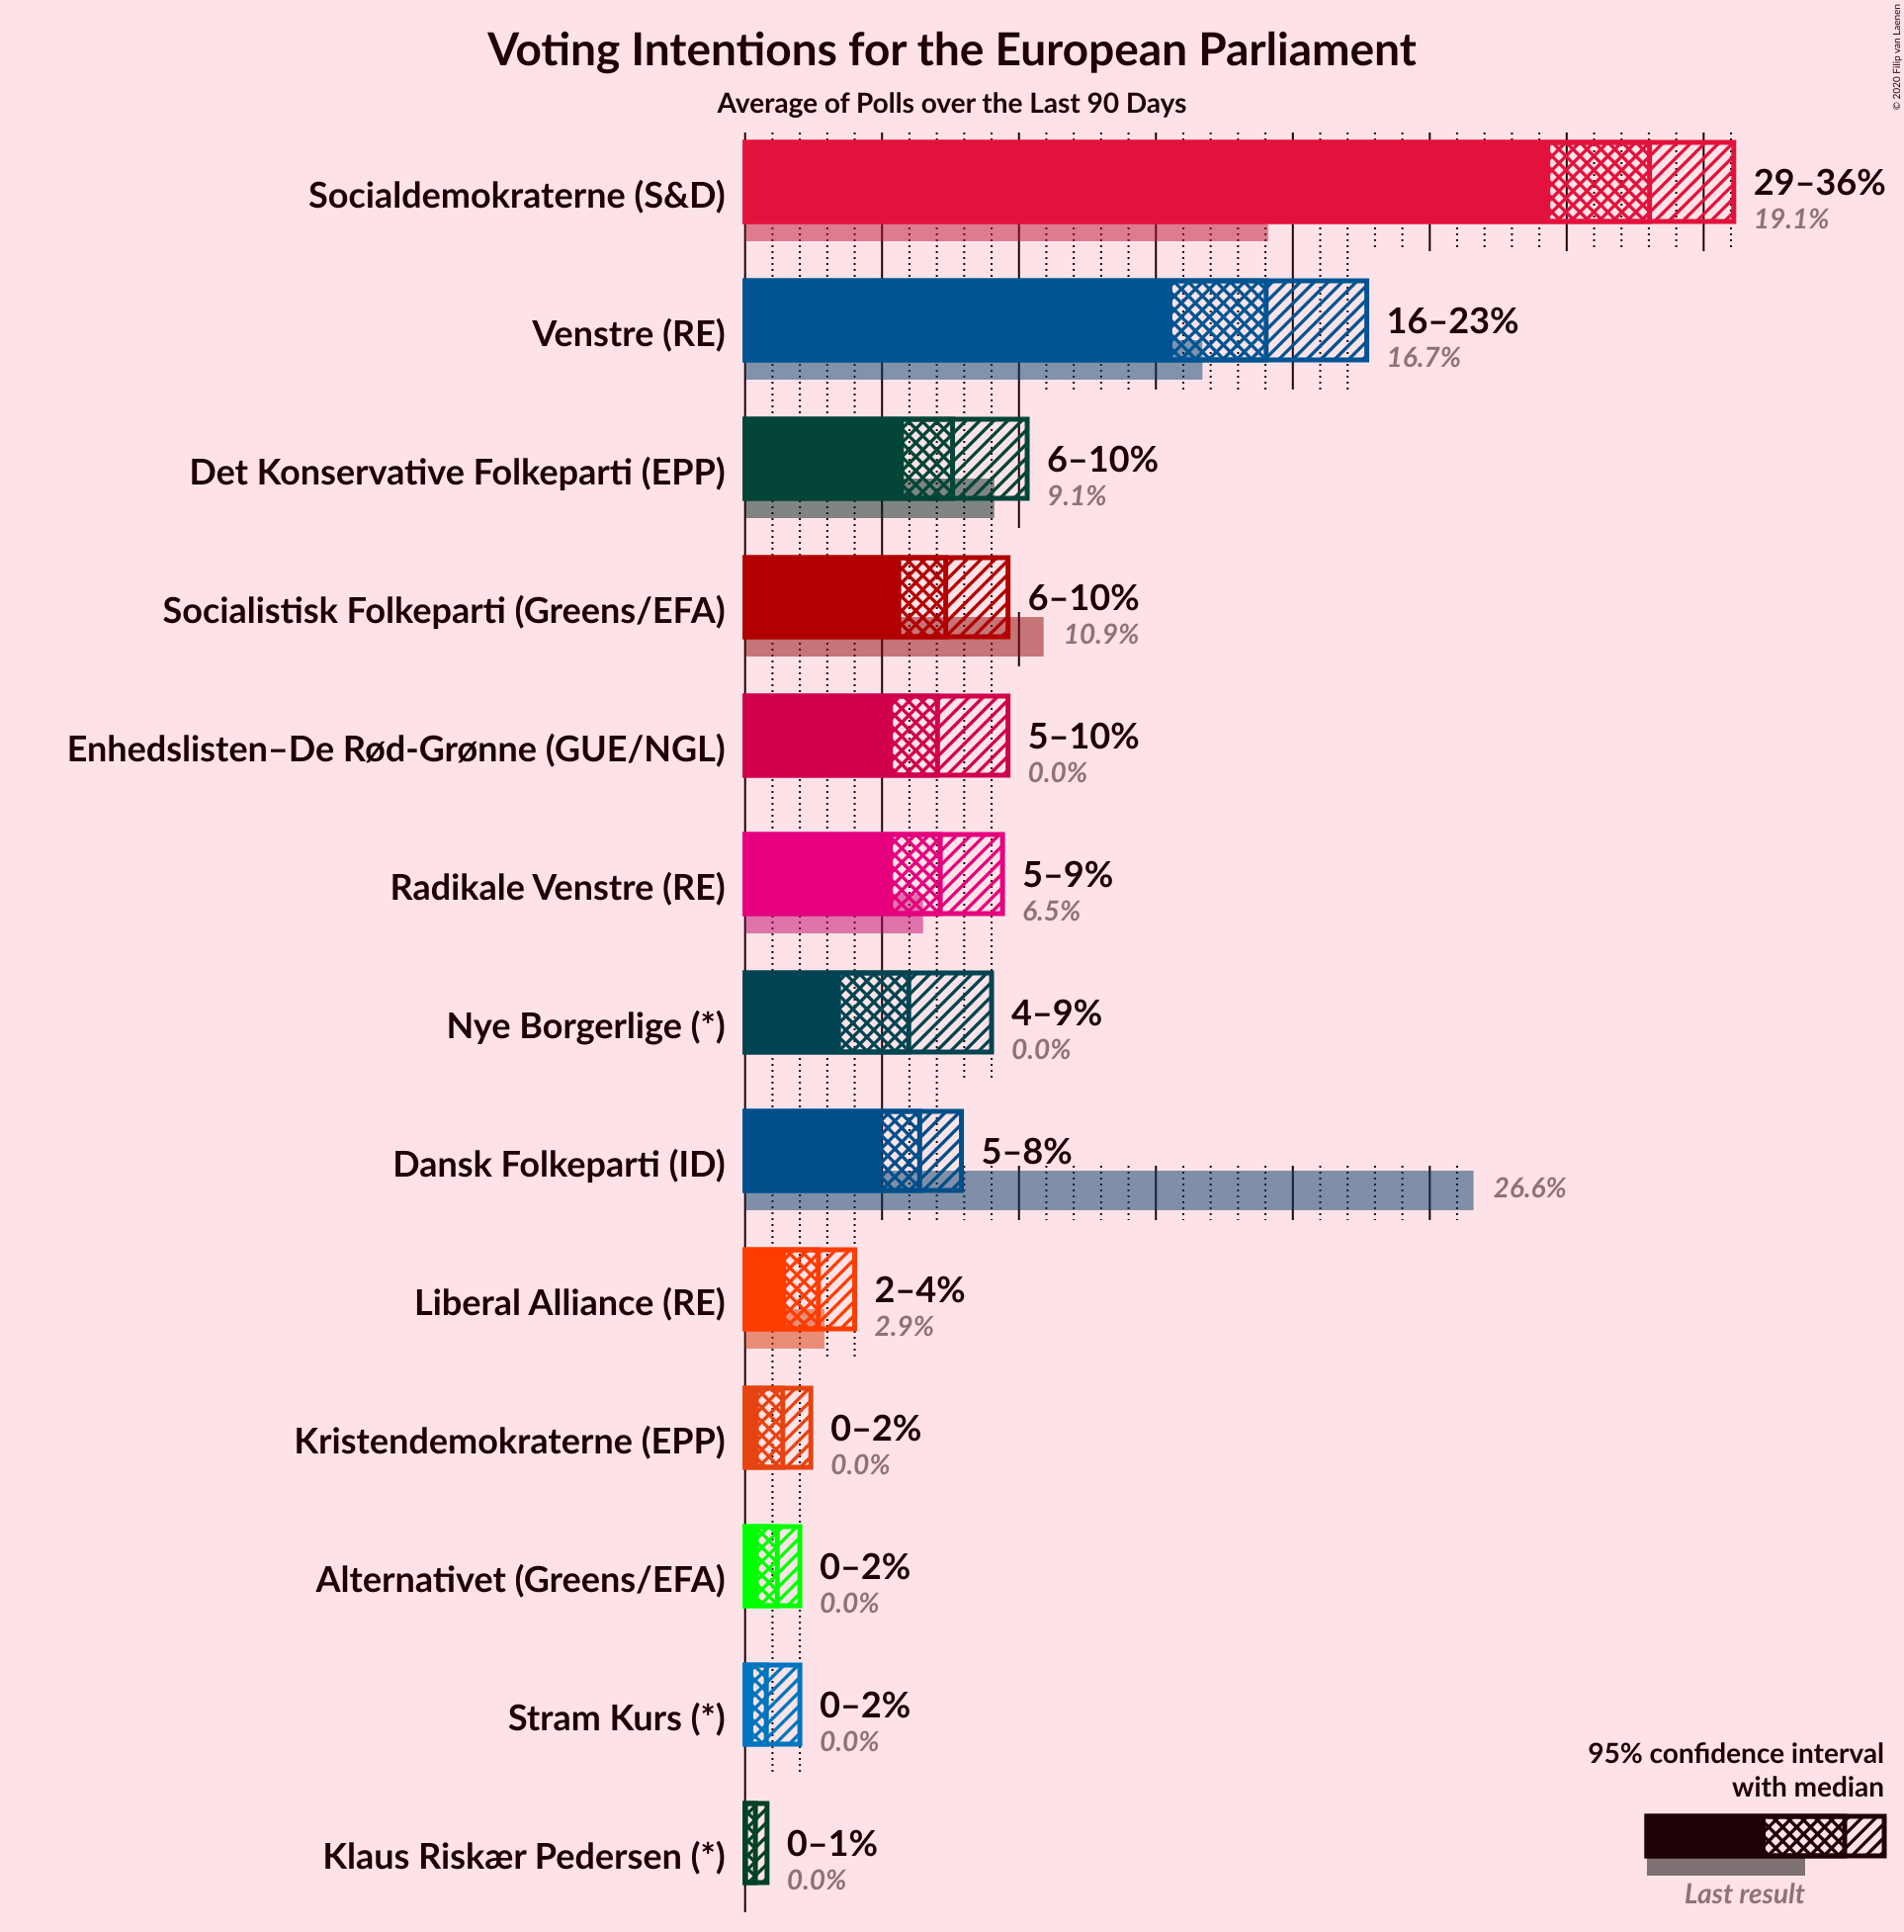 Voting Intentions for the European Parliament
Average of Polls over the Last 90 Days
© 2020 Filip van Laenen
Socialdemokraterne (S&D)
29–36%
19.1%
Venstre (RE)
16–23%
16.7%
Det Konservative Folkeparti (EPP)
6–10%
9.1%
Socialistisk Folkeparti (Greens/EFA)
6–10%
10.9%
Enhedslisten–De Rød-Grønne (GUE/NGL)
5–10%
0.0%
Radikale Venstre (RE)
5–9%
6.5%
Nye Borgerlige (*)
4–9%
0.0%
Dansk Folkeparti (ID)
5–8%
26.6%
Liberal Alliance (RE)
2–4%
2.9%
Kristendemokraterne (EPP)
0–2%
0.0%
Alternativet (Greens/EFA)
0–2%
0.0%
Stram Kurs (*)
0–2%
0.0%
Klaus Riskær Pedersen (*)
0–1%
0.0%
95% confidence interval
with median
Last result